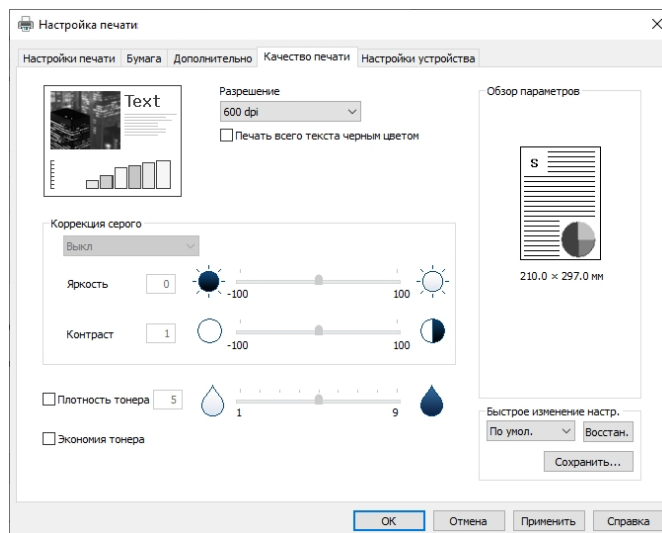 Настройка печати
Настройки печати Бумага Дополнительно Качество печати Настройки устройства
Text
Разрешение
600 dpi
Печать всего текста черным цветом
Обзор параметров
S
210.0 × 297.0 мм
Коррекция серого
Выкл
Яркость 0 -100 100
Контраст 1 -100 100
Плотность тонера 5 1 9
Экономия тонера
Быстрое изменение настр.
По умол. Восстан.
Сохранить...
ОК Отмена Применить Справка